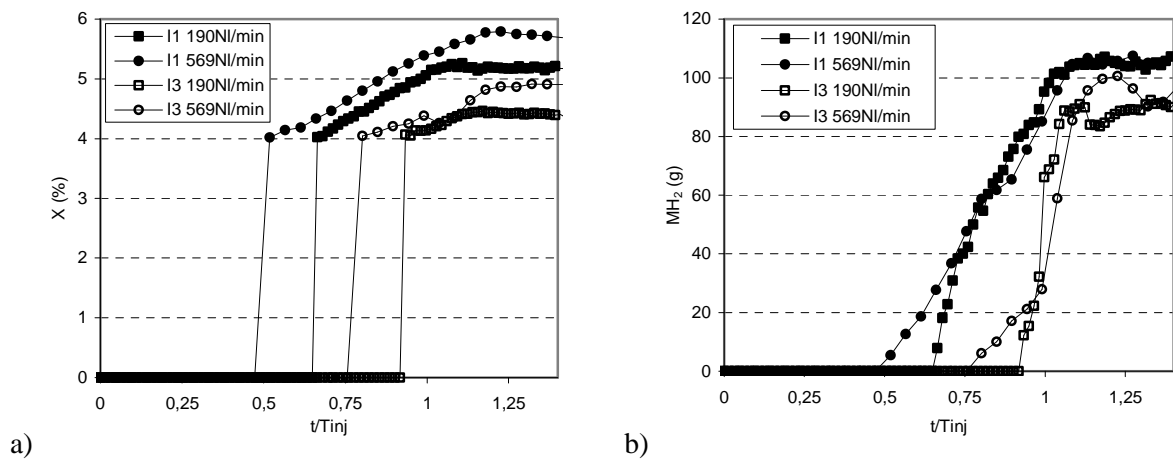 6
5
4
3
2
1
0
X (%)
I1 190Nl/min
I1 569Nl/min
I3 190Nl/min
I3 569Nl/min
0 0,25 0,5 0,75 1 1,25
t/Tinj
a)
120
100
80
60
40
20
0
MH₂ (g)
I1 190Nl/min
I1 569Nl/min
I3 190Nl/min
I3 569Nl/min
0 0,25 0,5 0,75 1 1,25
t/Tinj
b)